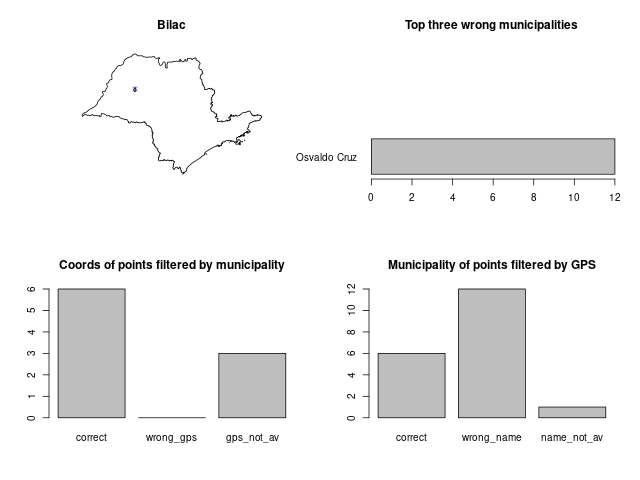 Bilac
Top three wrong municipalities
Osvaldo Cruz
0 2 4 6 8 10 12
Coords of points filtered by municipality
6
5
4
3
2
1
0
correct wrong_gps gps_not_av
Municipality of points filtered by GPS
12
10
8
6
4
2
0
correct wrong_name name_not_av